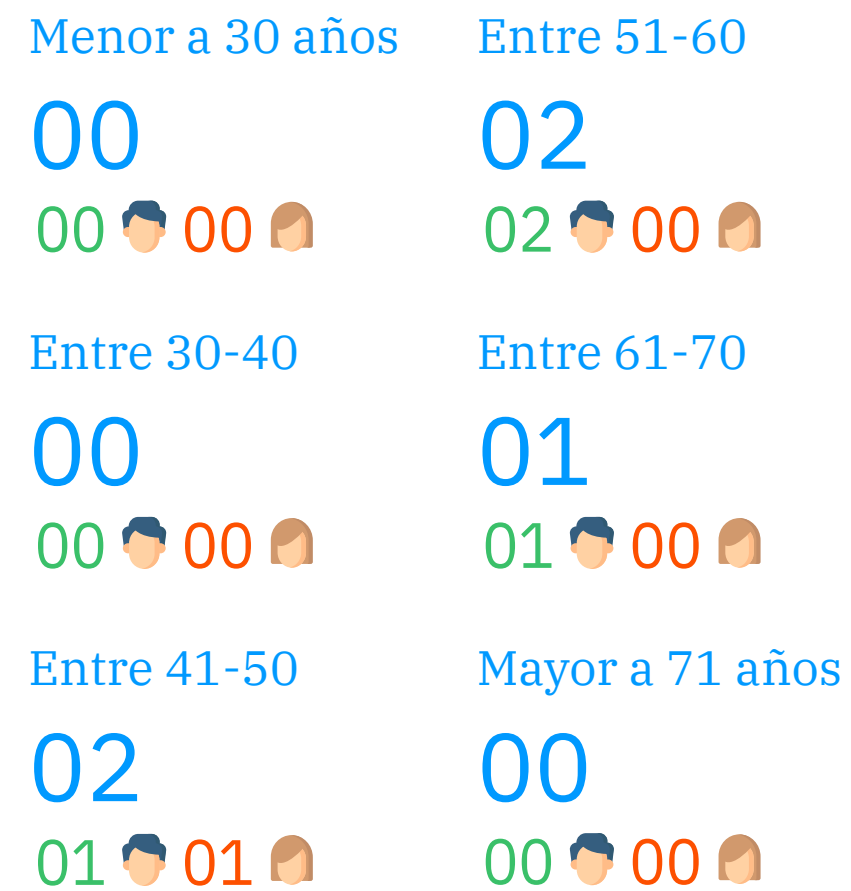 Menor a 30 años
00
00 00
Entre 30-40
00
00 00
Entre 41-50
02
01 01
Entre 51-60
02
02 00
Entre 61-70
01
01 00
Mayor a 71 años
00
00 00